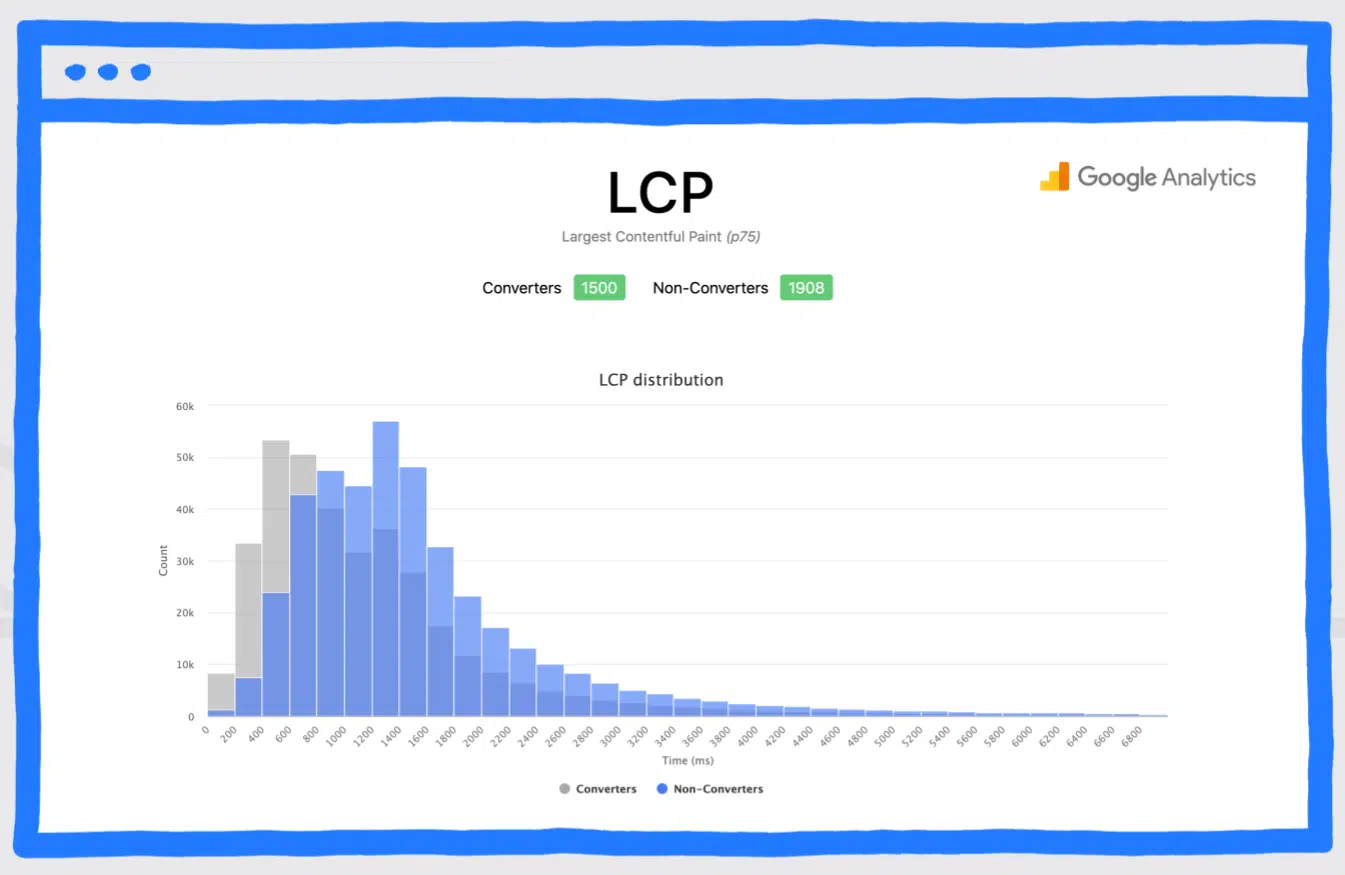 LCP
Google Analytics
Largest Contentful Paint (p75)
Converters 1500 Non-Converters 1908
LCP distribution
60k
50k
40k
30k
20k
10k
0
Count
0 200 400 600 800 1000 1200 1400 1600 1800 2000 2200 2400 2600 2800 3000 3200 3400 3600 3800 4000 4200 4400 4600 4800 5000 5200 5400 5600 5800 6000 6200 6400 6600 6800
Time (ms)
Converters Non-Converters